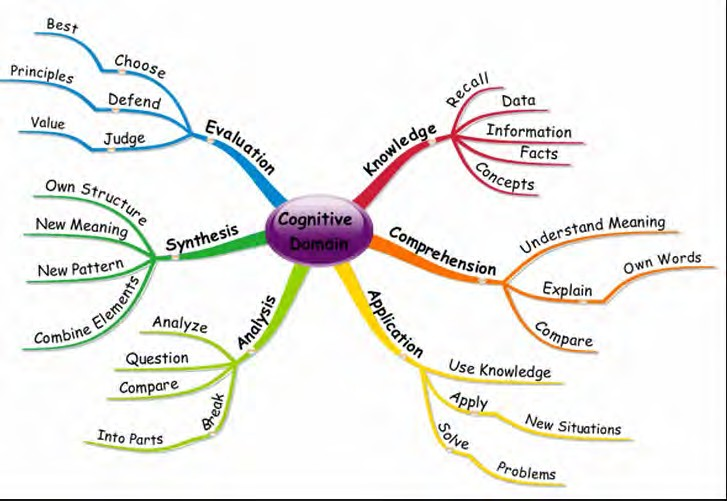 Cognitive
Domain
Knowledge
Recall
Data
Information
Facts
Concepts
Comprehension
Understand Meaning
Explain
Own Words
Compare
Application
Use Knowledge
Apply
New Situations
Solve
Problems
Analysis
Analyze
Question
Compare
Break
Into Parts
Synthesis
Own Structure
New Meaning
New Pattern
Combine Elements
Evaluation
Choose
Best
Defend
Principles
Judge
Value